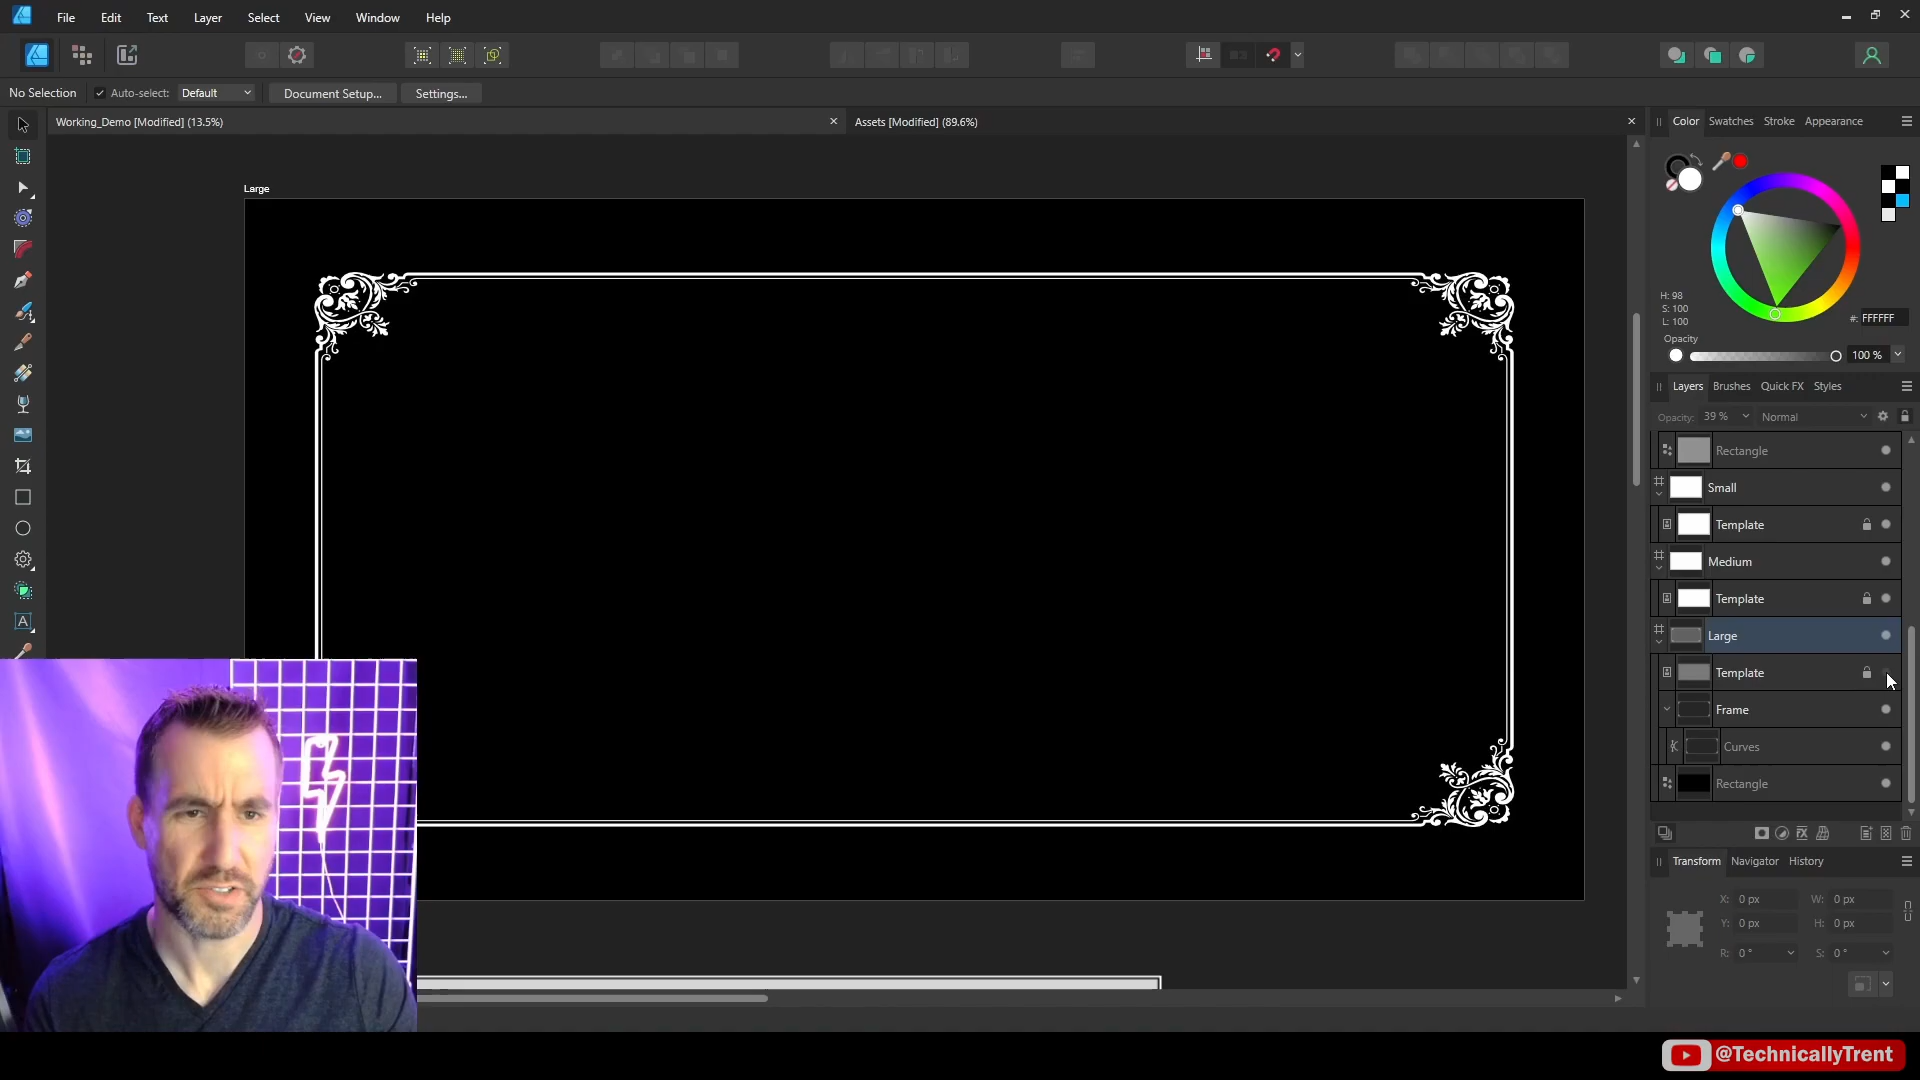 File Edit Text Layer Select View Window Help
No Selection Auto-select: Default Document Setup... Settings...
Working_Demo [Modified] (13.5%) Assets [Modified] (89.6%)
Color Swatches Stroke Appearance
Large
H: 98
S: 100
L: 100
#: FFFFFF
Opacity
100 %
Layers Brushes Quick FX Styles
Opacity: 39 % Normal
Rectangle
Small
Template
Medium
Template
Large
Template
Frame
Curves
Rectangle
Transform Navigator History
X: 0 px W: 0 px
Y: 0 px H: 0 px
R: 0 ° S: 0 °
@TechnicallyTrent